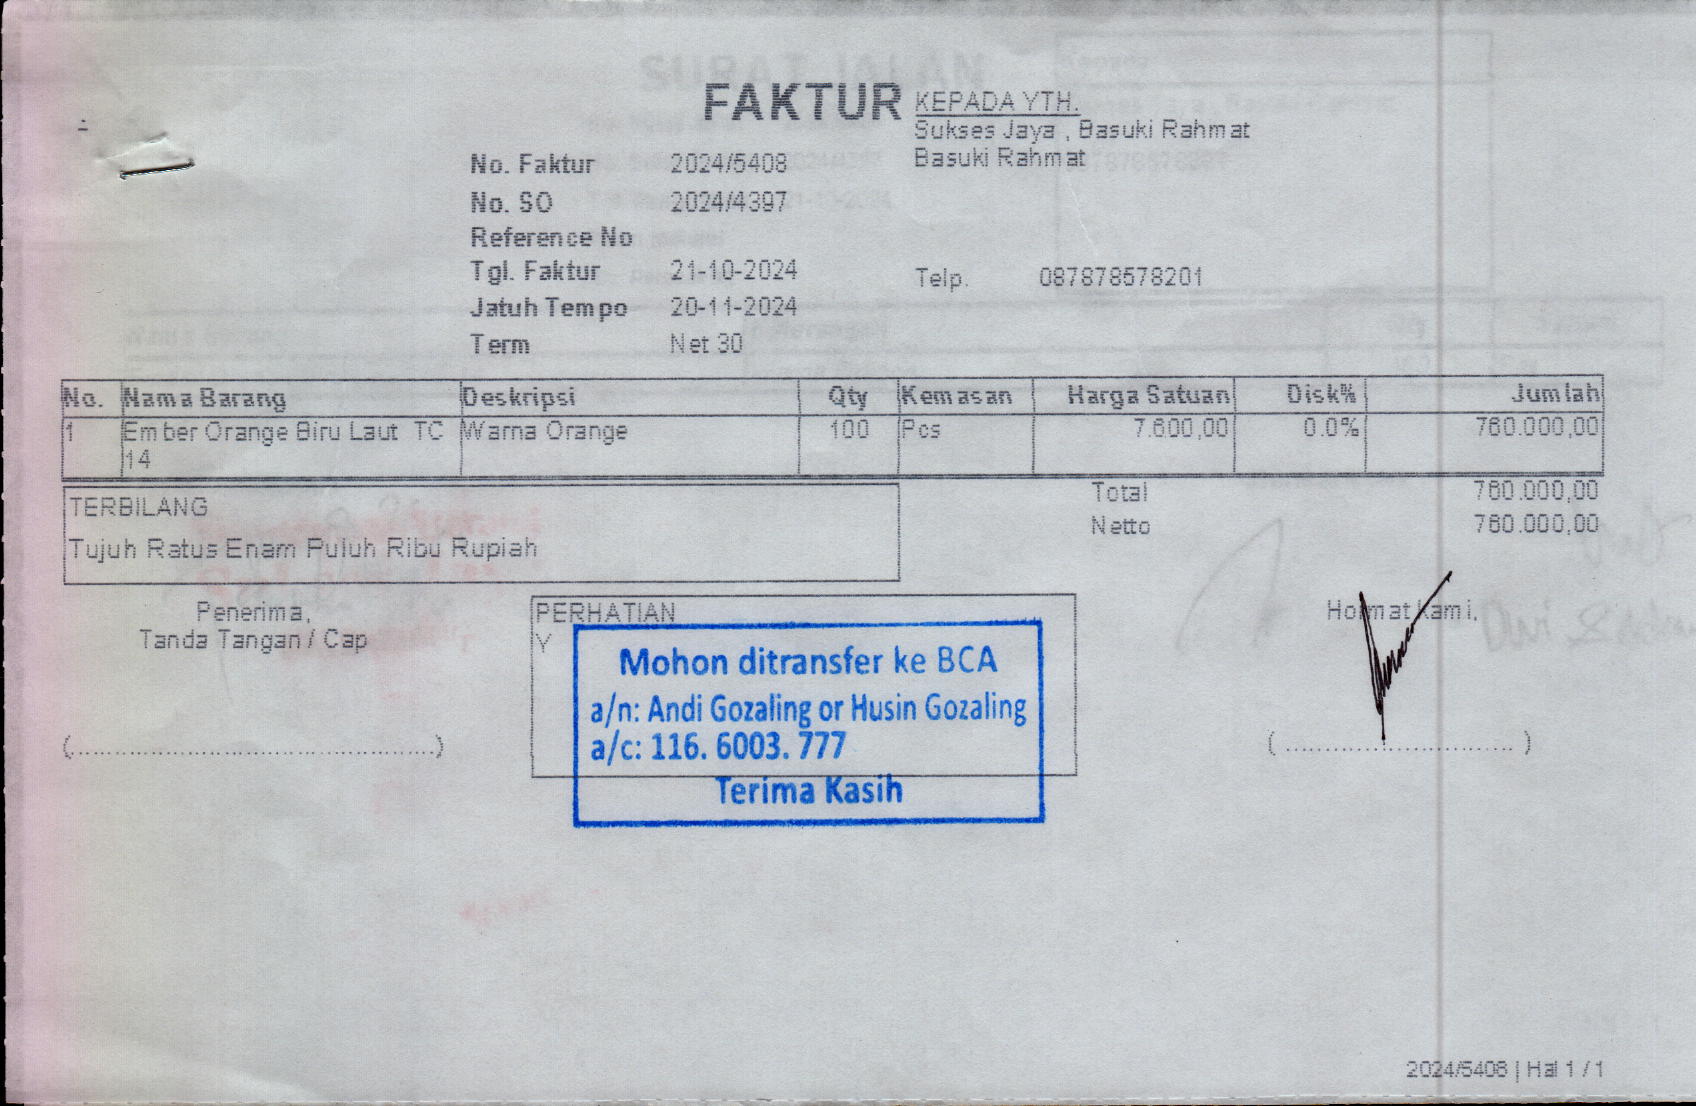 FAKTUR
KEPADA YTH.
Sukses Jaya , Basuki Rahmat
Basuki Rahmat
No. Faktur 2024/5408
No. SO 2024/4397
Reference No
Tgl. Faktur 21-10-2024
Telp. 087878578201
Jatuh Tempo 20-11-2024
Term Net 30
No. Nama Barang Deskripsi Qty Kemasan Harga Satuan Disk% Jumlah
1 Ember Orange Biru Laut TC Warna Orange 100 Pcs 7.600,00 0.0% 760.000,00
14
Total 760.000,00
TERBILANG
Netto 760.000,00
Tujuh Ratus Enam Puluh Ribu Rupiah
Penerima,
Tanda Tangan / Cap
PERHATIAN
Y
Mohon ditransfer ke BCA
a/n: Andi Gozaling or Husin Gozaling
a/c: 116. 6003. 777
Terima Kasih
Hormat kami,
(..........................................)
( ............................ )
2024/5408 | Hal 1 / 1